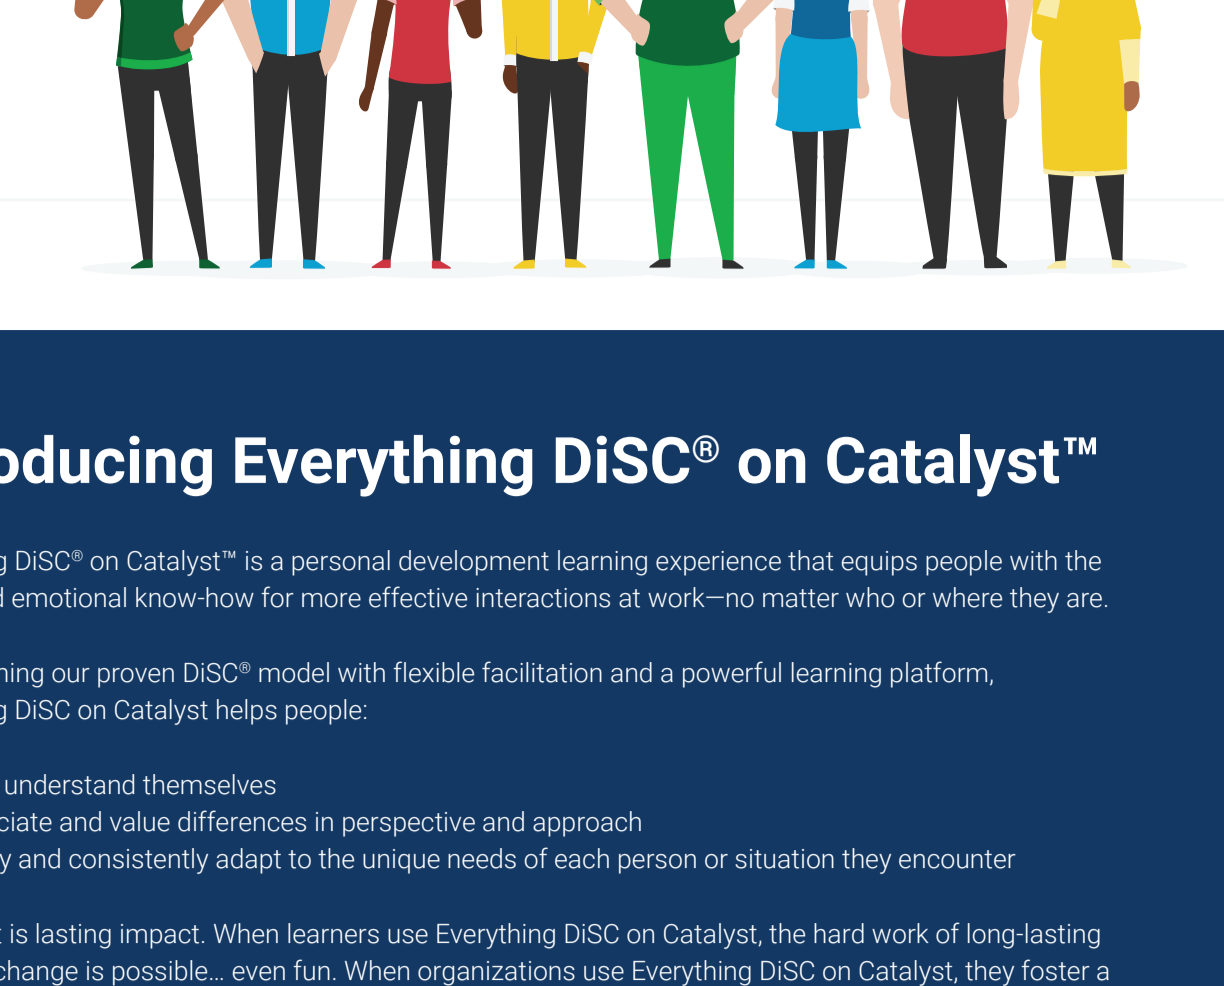 oducing Everything DiSC® on Catalyst™
g DiSC® on Catalyst™ is a personal development learning experience that equips people with the
d emotional know-how for more effective interactions at work—no matter who or where they are.
ning our proven DiSC® model with flexible facilitation and a powerful learning platform,
g DiSC on Catalyst helps people:
understand themselves
ciate and value differences in perspective and approach
y and consistently adapt to the unique needs of each person or situation they encounter
t is lasting impact. When learners use Everything DiSC on Catalyst, the hard work of long-lasting
change is possible... even fun. When organizations use Everything DiSC on Catalyst, they foster a